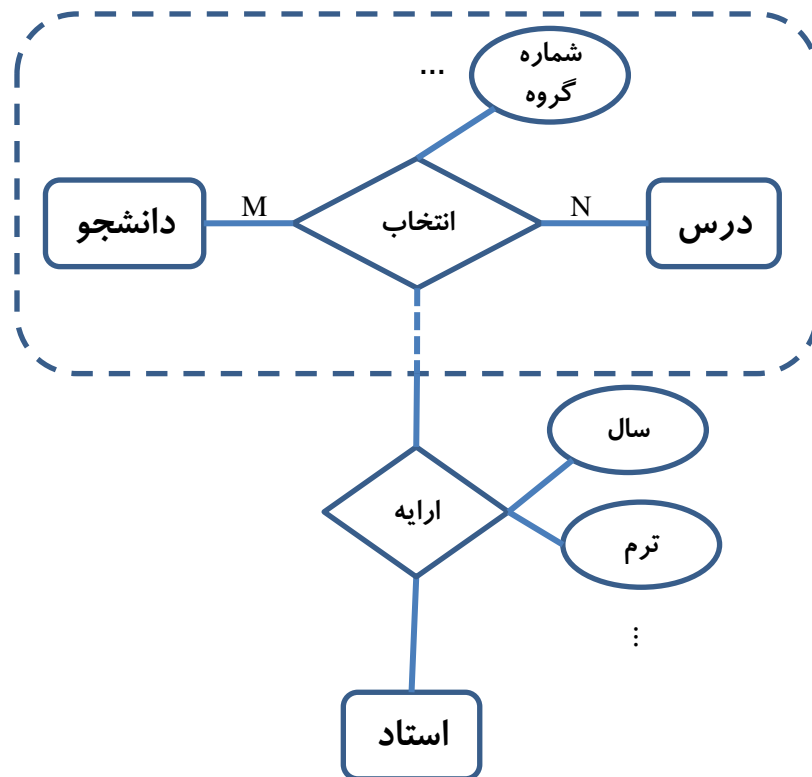 شماره
گروه
...
درس
N
انتخاب
M
دانشجو
سال
ارایه
ترم
...
استاد